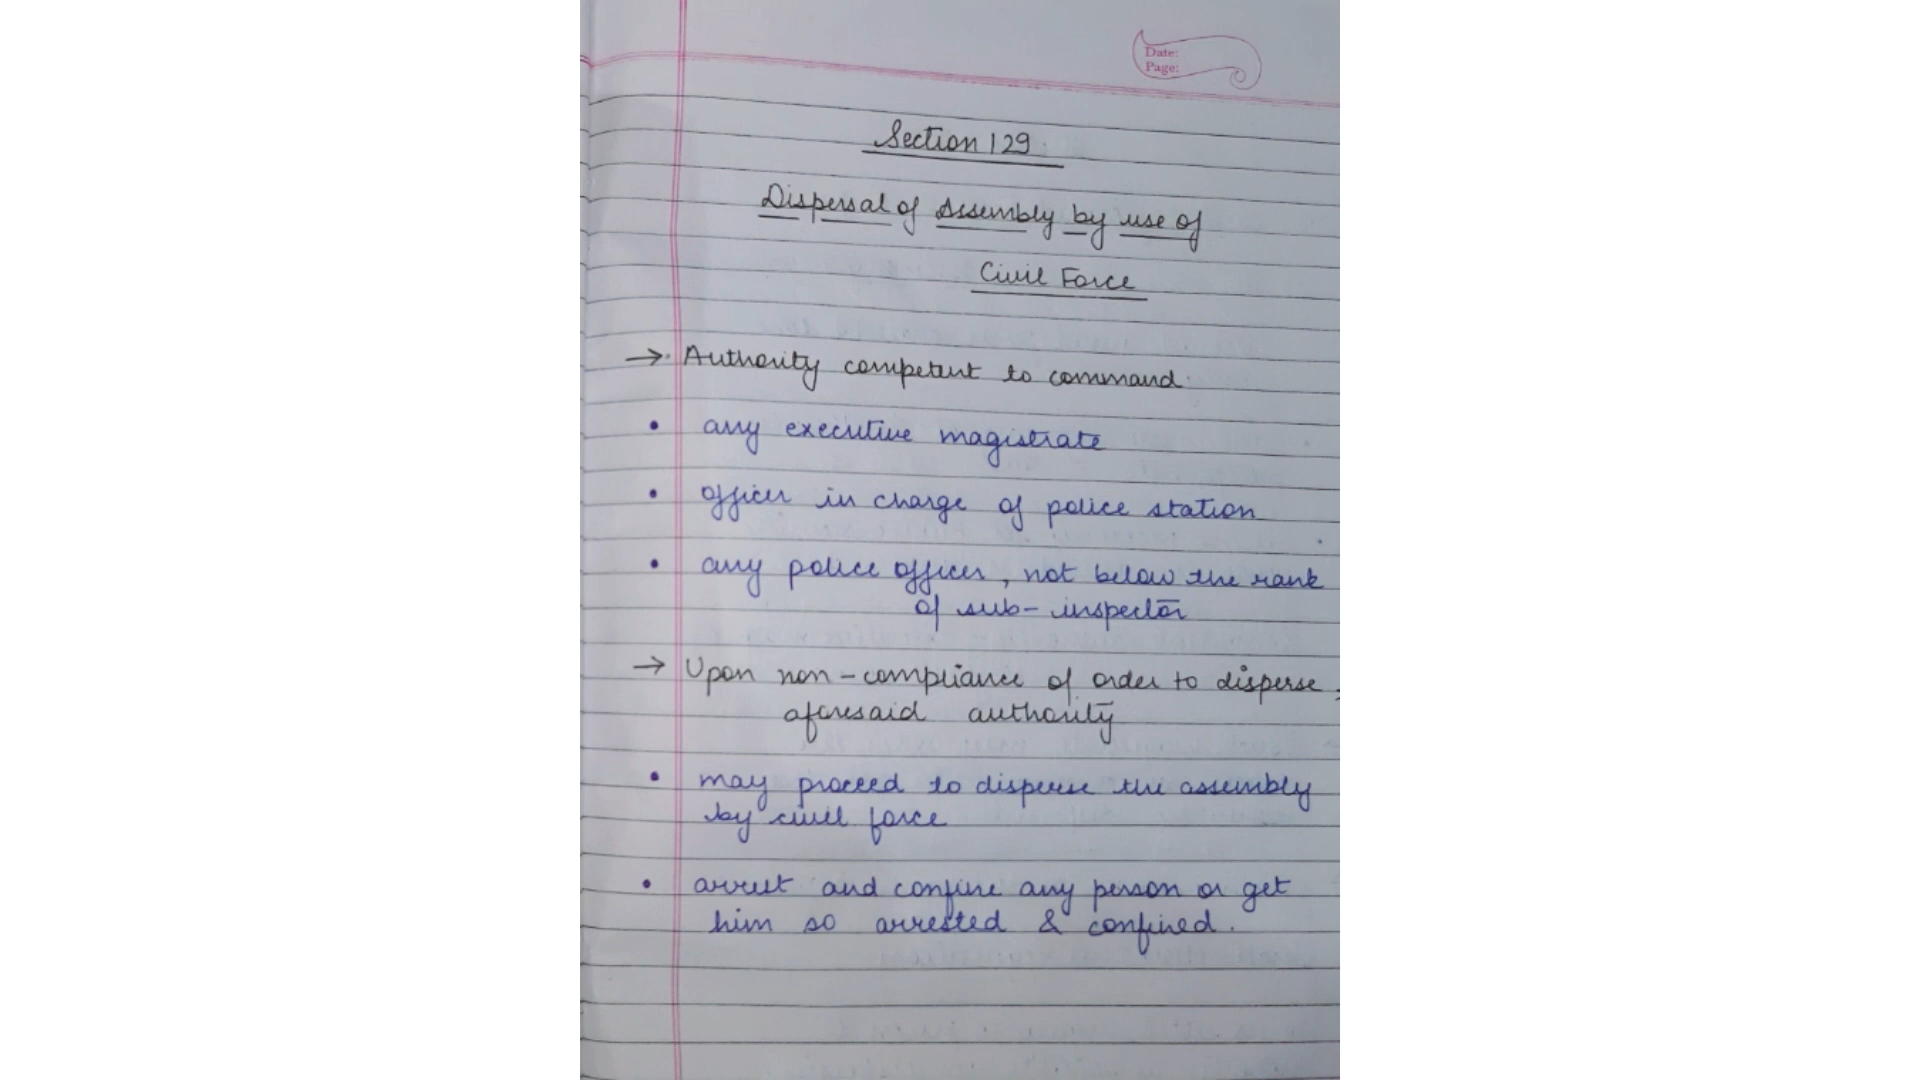 Date:
Page:
Section 129
Dispersal of Assembly by use of
Civil Force
→ Authority competent to command
• any executive magistrate
• officer in charge of police station
• any police officer, not below the rank
of sub-inspector
→ Upon non-compliance of order to disperse,
aforesaid authority
• may proceed to disperse the assembly
by civil force
• arrest and confine any person or get
him so arrested & confined.